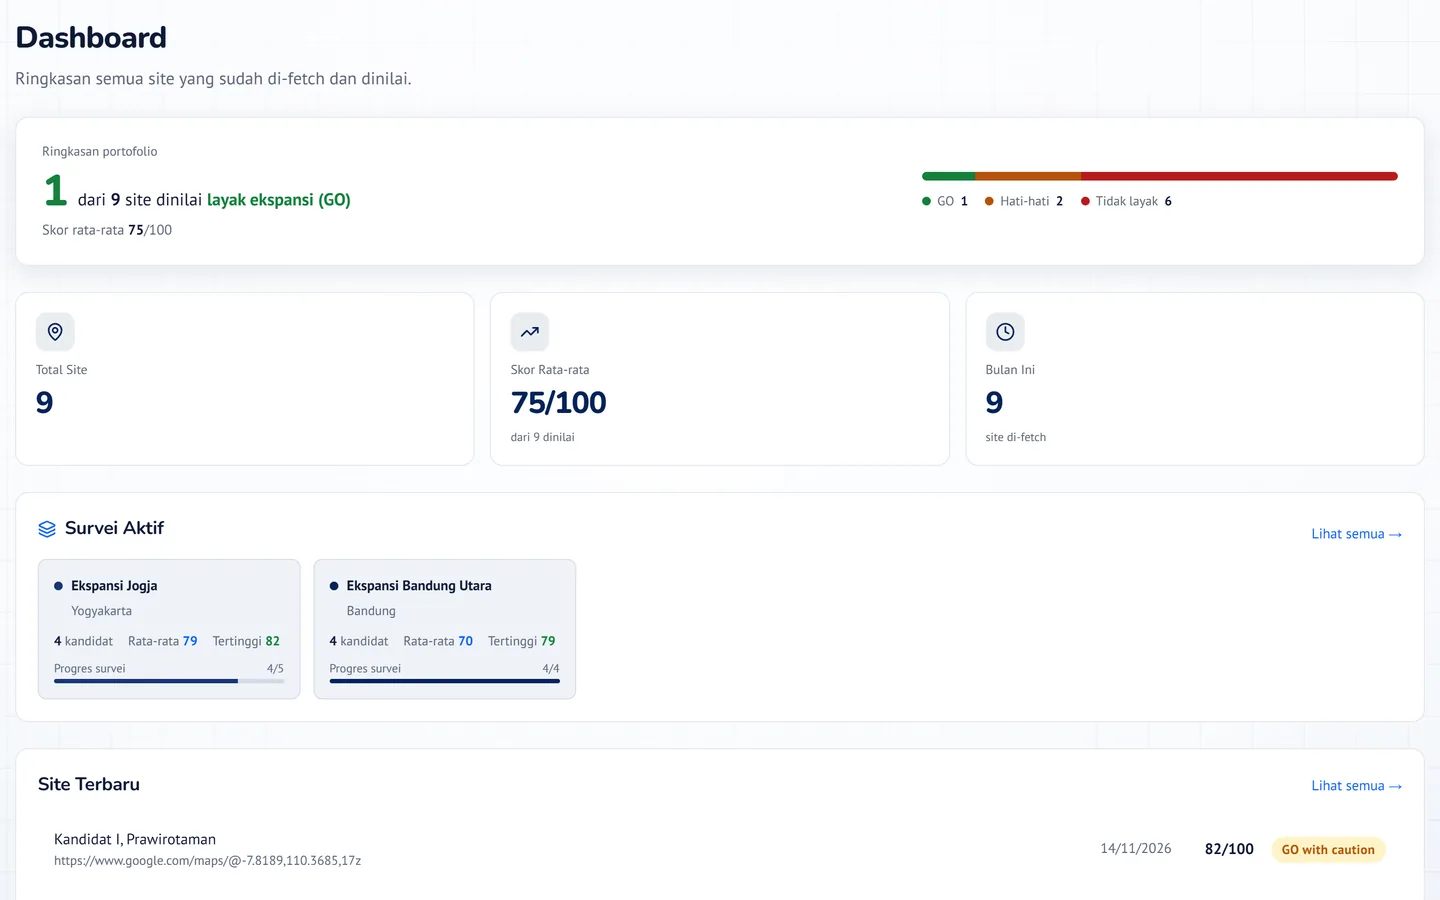 Dashboard
Ringkasan semua site yang sudah di-fetch dan dinilai.
Ringkasan portofolio
1 dari 9 site dinilai layak ekspansi (GO)
Skor rata-rata 75/100
GO 1 Hati-hati 2 Tidak layak 6
Total Site
9
Skor Rata-rata
75/100
dari 9 dinilai
Bulan Ini
9
site di-fetch
Survei Aktif
Lihat semua →
Ekspansi Jogja
Yogyakarta
4 kandidat Rata-rata 79 Tertinggi 82
Progres survei 4/5
Ekspansi Bandung Utara
Bandung
4 kandidat Rata-rata 70 Tertinggi 79
Progres survei 4/4
Site Terbaru
Lihat semua →
Kandidat I, Prawirotaman
https://www.google.com/maps/@-7.8189,110.3685,17z
14/11/2026 82/100 GO with caution